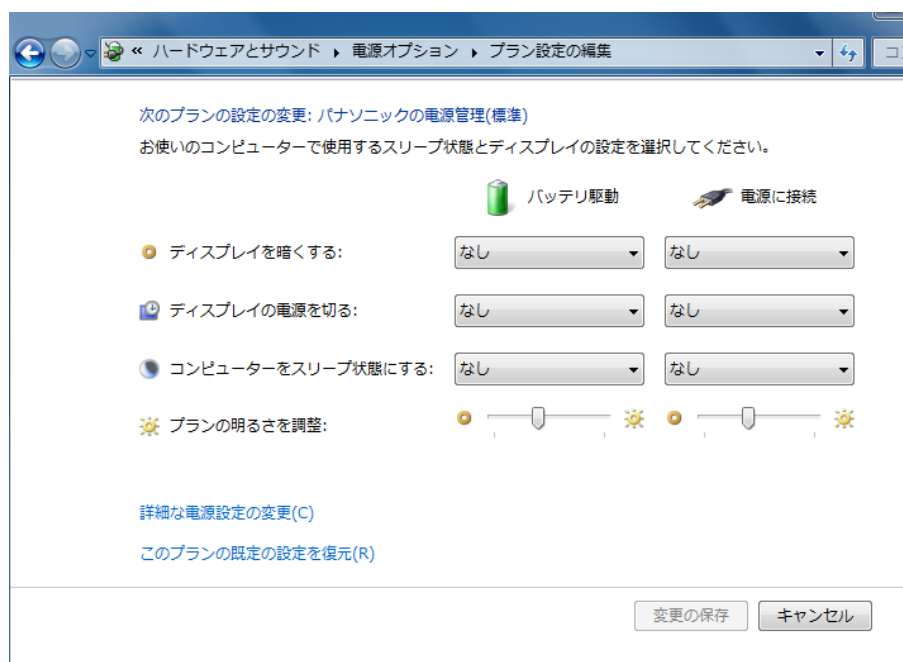 « ハードウェアとサウンド ▸ 電源オプション ▸ プラン設定の編集
次のプランの設定の変更: パナソニックの電源管理(標準)
お使いのコンピューターで使用するスリープ状態とディスプレイの設定を選択してください。
バッテリ駆動 電源に接続
ディスプレイを暗くする: なし なし
ディスプレイの電源を切る: なし なし
コンピューターをスリープ状態にする: なし なし
プランの明るさを調整:
詳細な電源設定の変更(C)
このプランの既定の設定を復元(R)
変更の保存 キャンセル